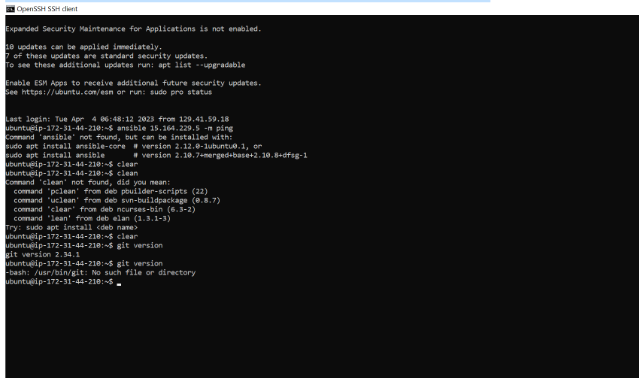 OpenSSH SSH client
Expanded Security Maintenance for Applications is not enabled.
10 updates can be applied immediately.
7 of these updates are standard security updates.
To see these additional updates run: apt list --upgradable
Enable ESM Apps to receive additional future security updates.
See https://ubuntu.com/esm or run: sudo pro status
Last login: Tue Apr  4 06:48:12 2023 from 129.41.59.18
ubuntu@ip-172-31-44-210:~$ ansible 15.164.229.5 -m ping
Command 'ansible' not found, but can be installed with:
sudo apt install ansible-core  # version 2.12.0-1ubuntu0.1, or
sudo apt install ansible       # version 2.10.7+merged+base+2.10.8+dfsg-1
ubuntu@ip-172-31-44-210:~$ clear
ubuntu@ip-172-31-44-210:~$ clean
Command 'clean' not found, did you mean:
  command 'pclean' from deb pbuilder-scripts (22)
  command 'uclean' from deb svn-buildpackage (0.8.7)
  command 'clear' from deb ncurses-bin (6.3-2)
  command 'lean' from deb elan (1.3.1-3)
Try: sudo apt install <deb name>
ubuntu@ip-172-31-44-210:~$ clear
ubuntu@ip-172-31-44-210:~$ git version
git version 2.34.1
ubuntu@ip-172-31-44-210:~$ git version
-bash: /usr/bin/git: No such file or directory
ubuntu@ip-172-31-44-210:~$